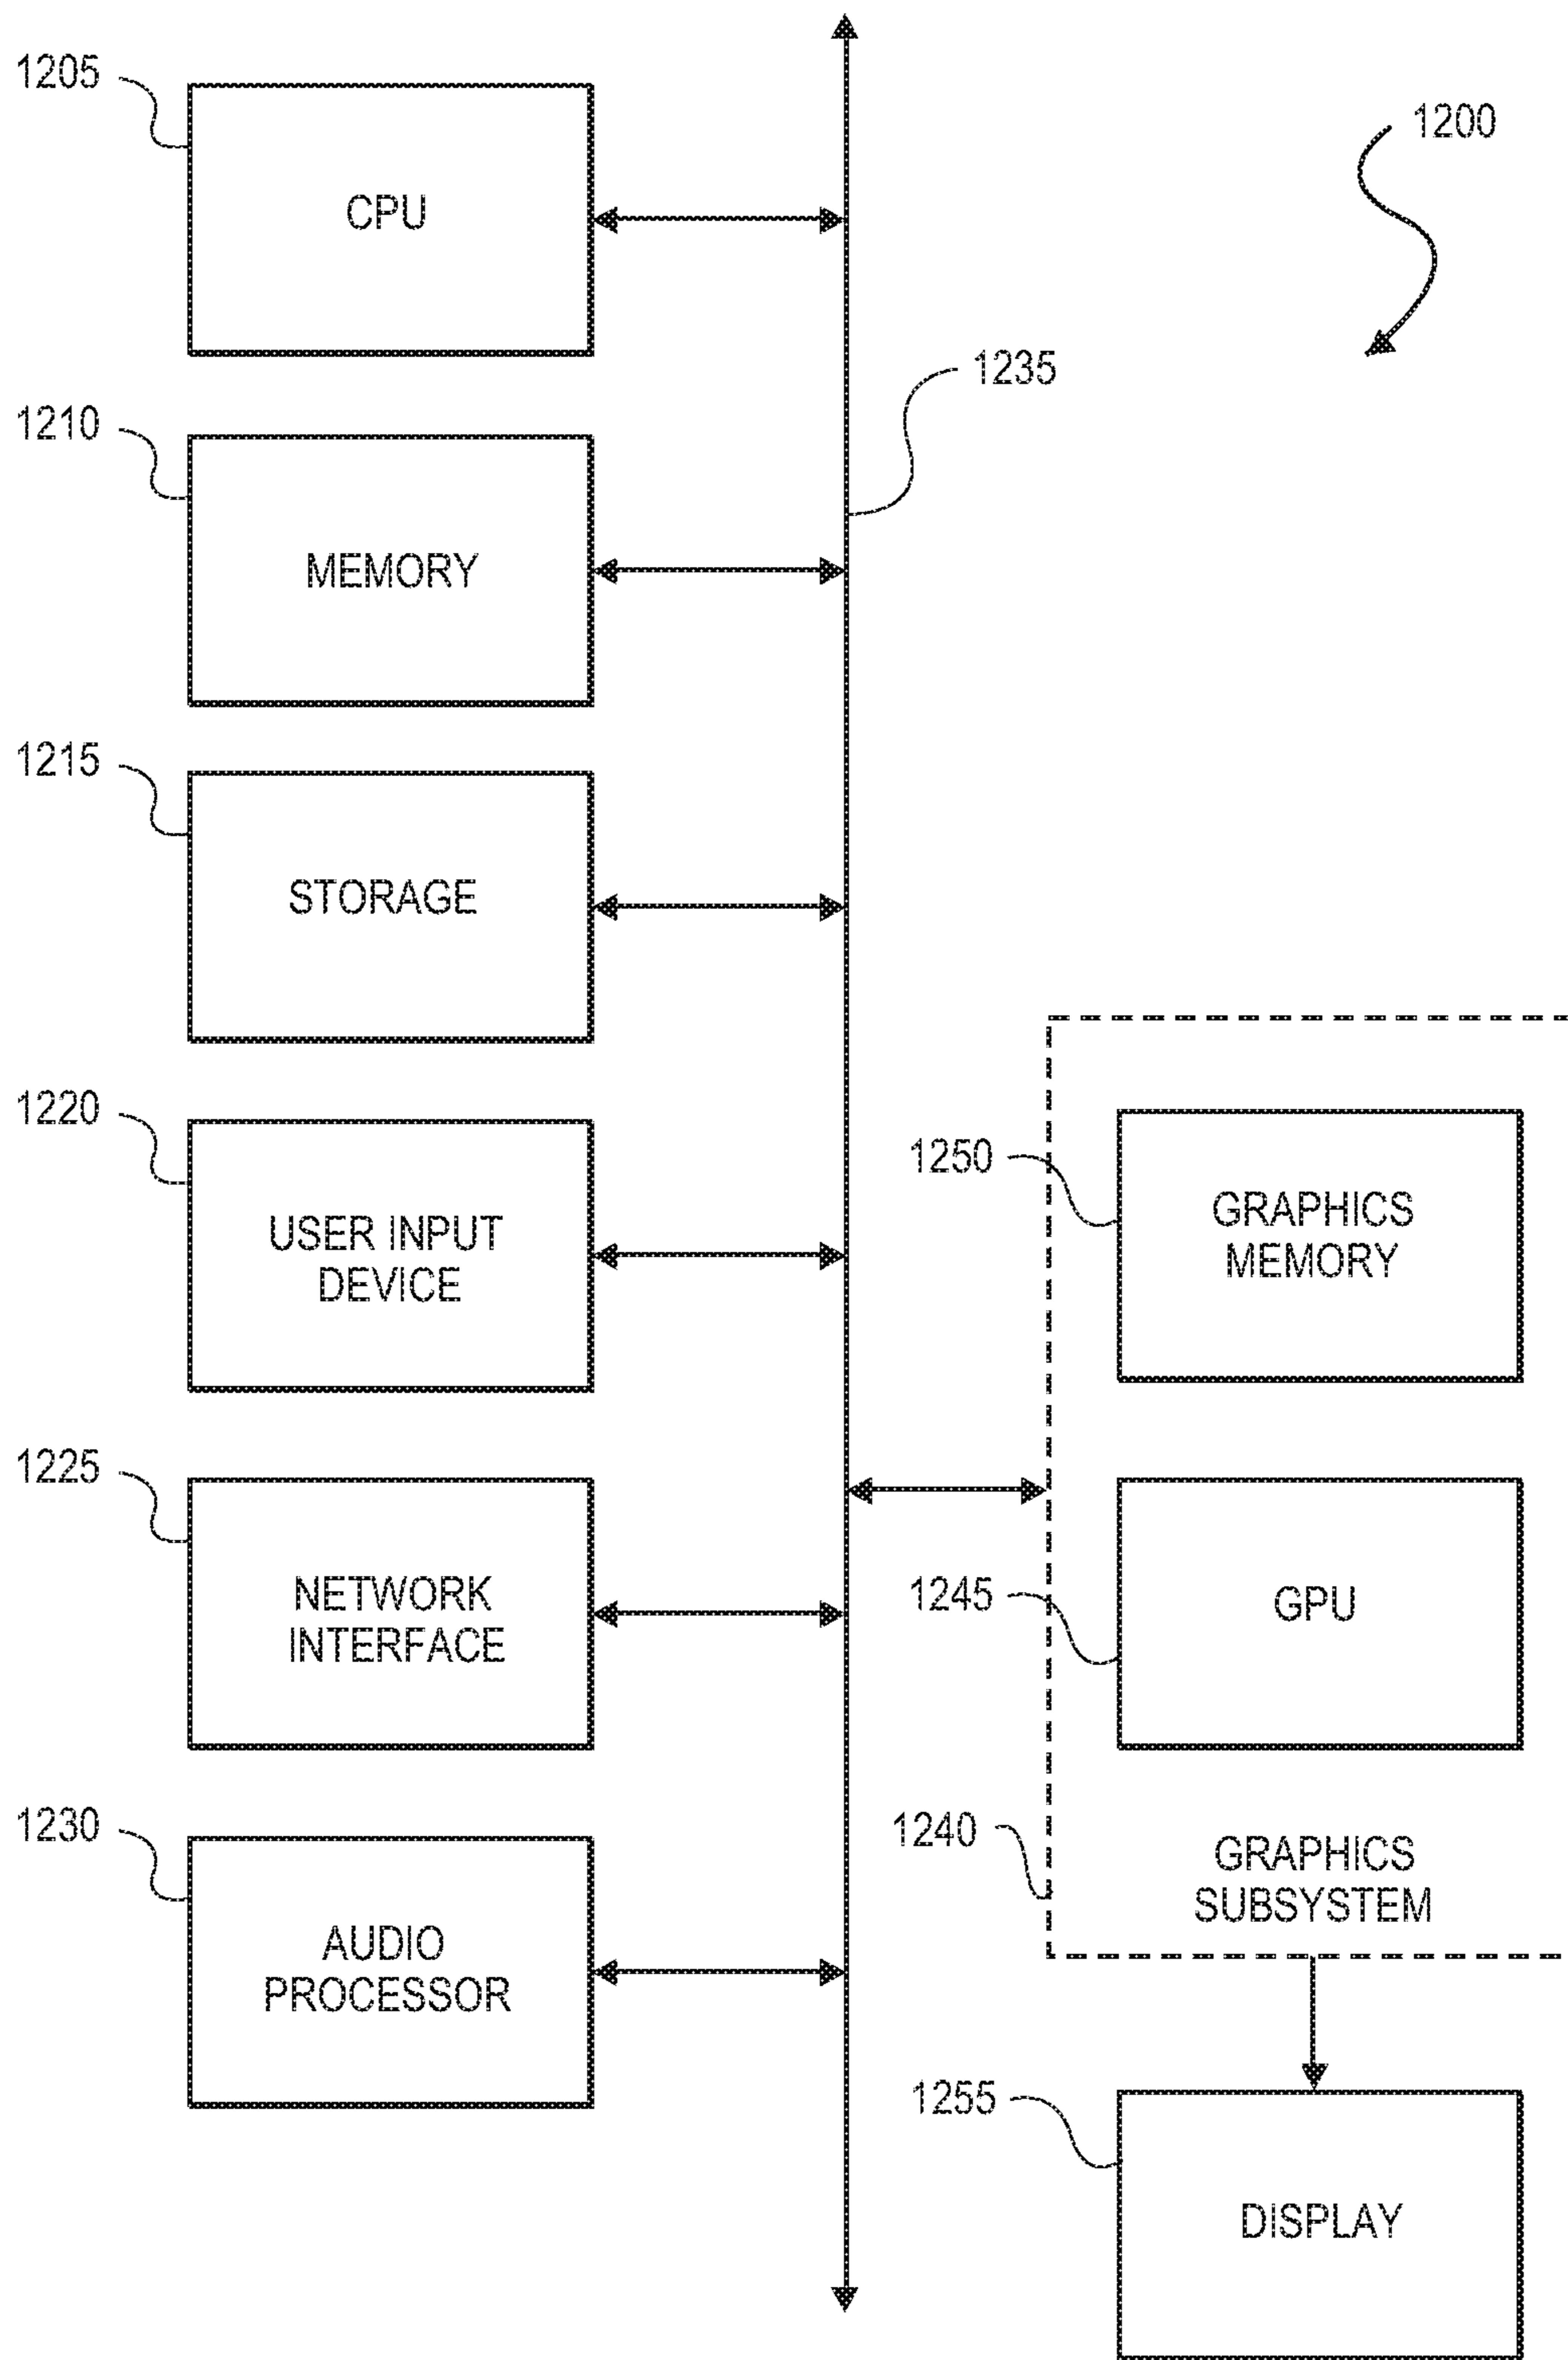 1205
CPU
1200
1235
1210
MEMORY
1215
STORAGE
1220
USER INPUT
DEVICE
1250
GRAPHICS
MEMORY
1225
NETWORK
INTERFACE
1245
GPU
1230
AUDIO
PROCESSOR
1240
GRAPHICS
SUBSYSTEM
1255
DISPLAY